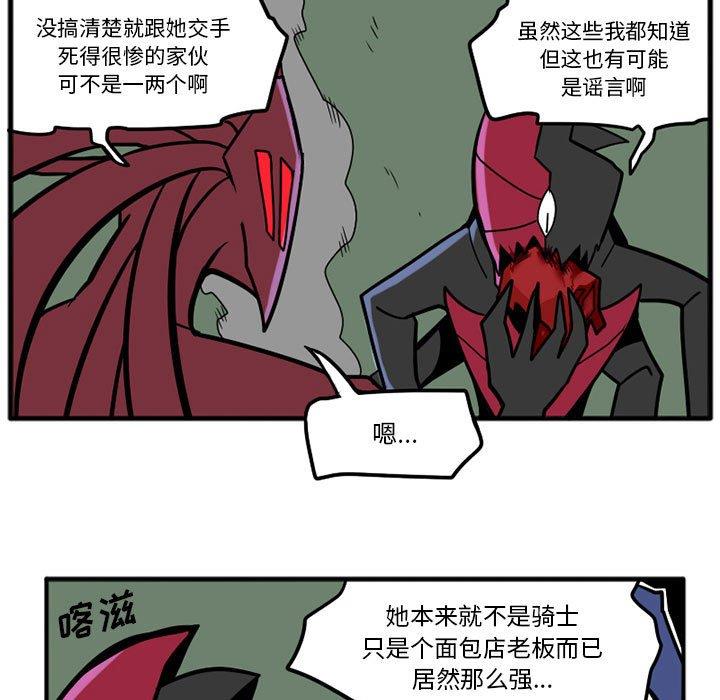 没搞清楚就跟她交手
死得很惨的家伙
可不是一两个啊
虽然这些我都知道
但这也有可能
是谣言啊
嗯...
喀滋
她本来就不是骑士
只是个面包店老板而已
居然那么强...